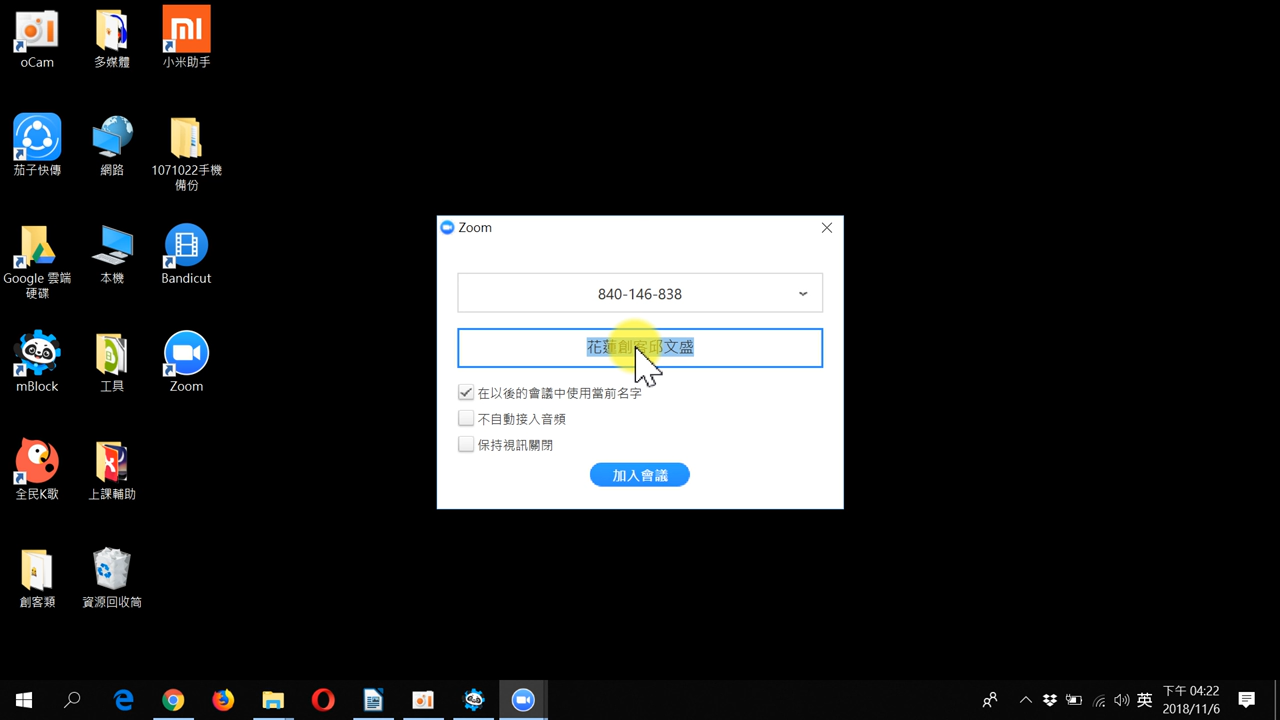 oCam
多媒體
mi
小米助手
茄子快傳
網路
1071022手機
備份
Google 雲端
硬碟
本機
Bandicut
mBlock
工具
Zoom
全民K歌
上課輔助
創客類
資源回收筒
Zoom
840-146-838
花蓮創客邱文盛
在以後的會議中使用當前名字
不自動接入音頻
保持視訊關閉
加入會議
英
下午 04:22
2018/11/6